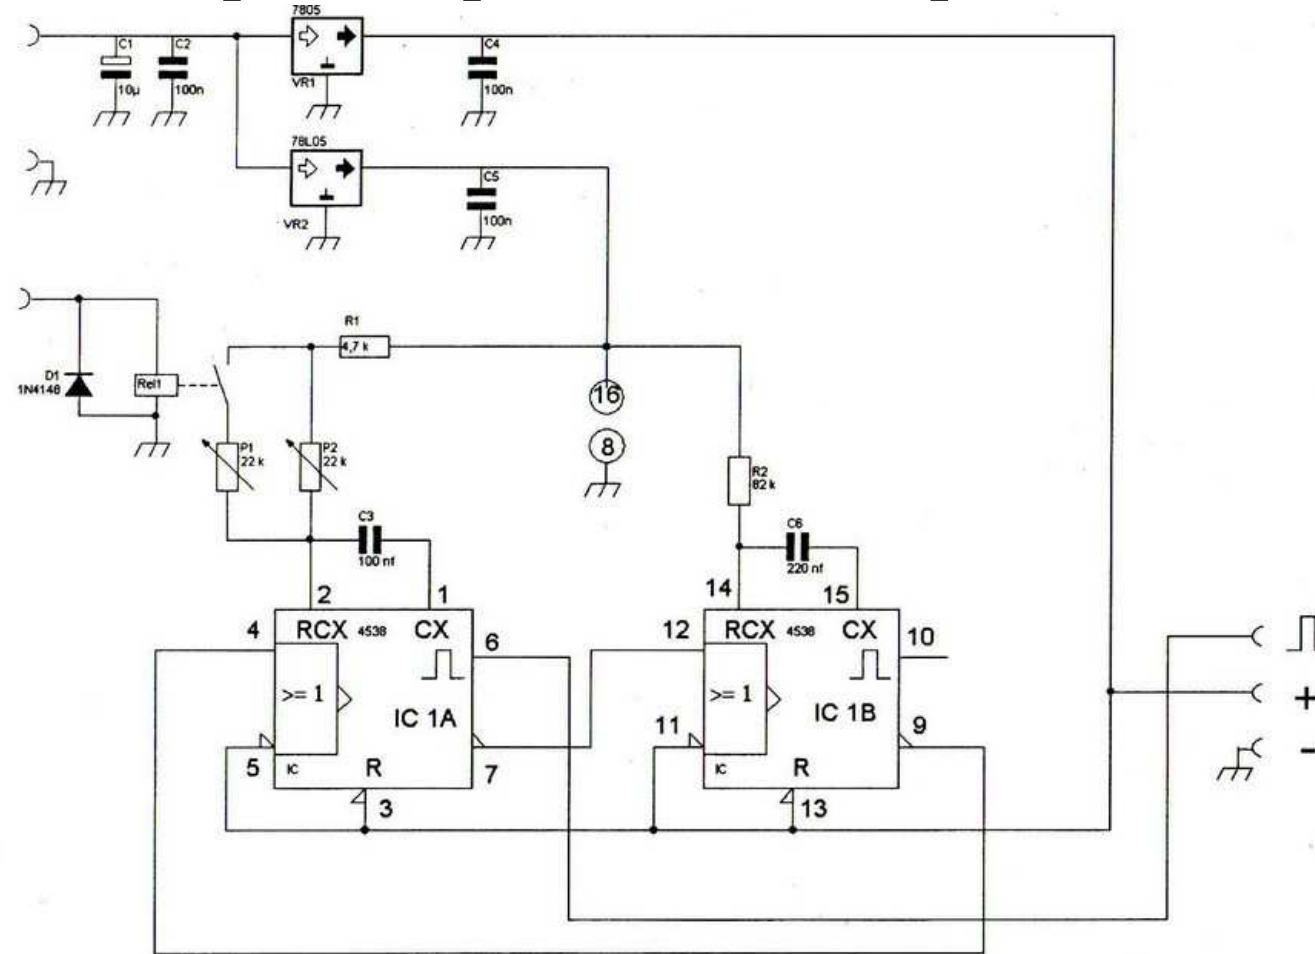 7805
C1
C2
C4
10µ
100n
VR1
100n
78L05
C5
VR2
100n
R1
4,7 k
D1
1N4148
Rel1
16
8
P1
22 k
P2
22 k
R2
82 k
C3
100 nf
C6
220 nf
2
1
14
15
4
RCX
4538
CX
6
12
RCX
4538
CX
10
>= 1
>= 1
IC 1A
IC 1B
+
5
IC
R
7
11
IC
R
9
-
3
13